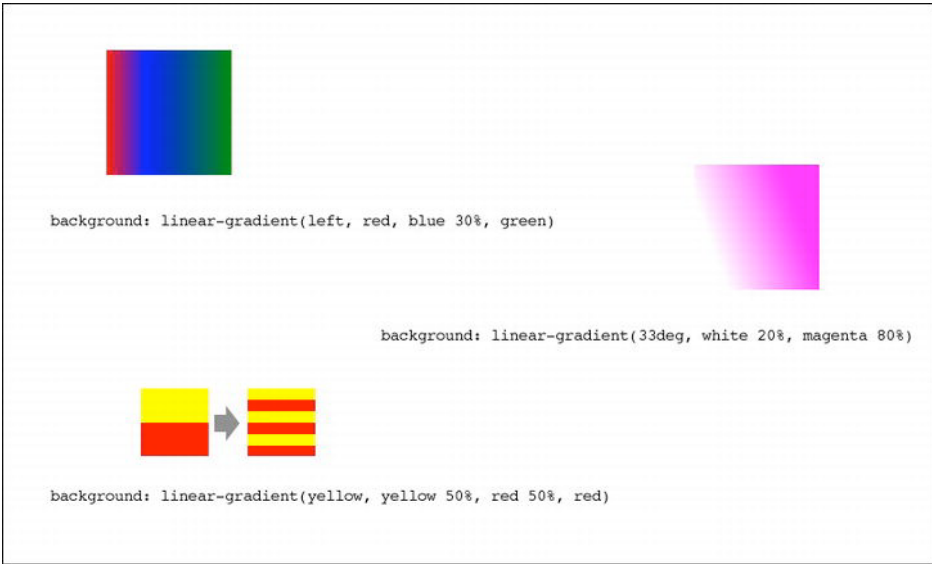 background: linear-gradient(left, red, blue 30%, green)
background: linear-gradient(33deg, white 20%, magenta 80%)
background: linear-gradient(yellow, yellow 50%, red 50%, red)